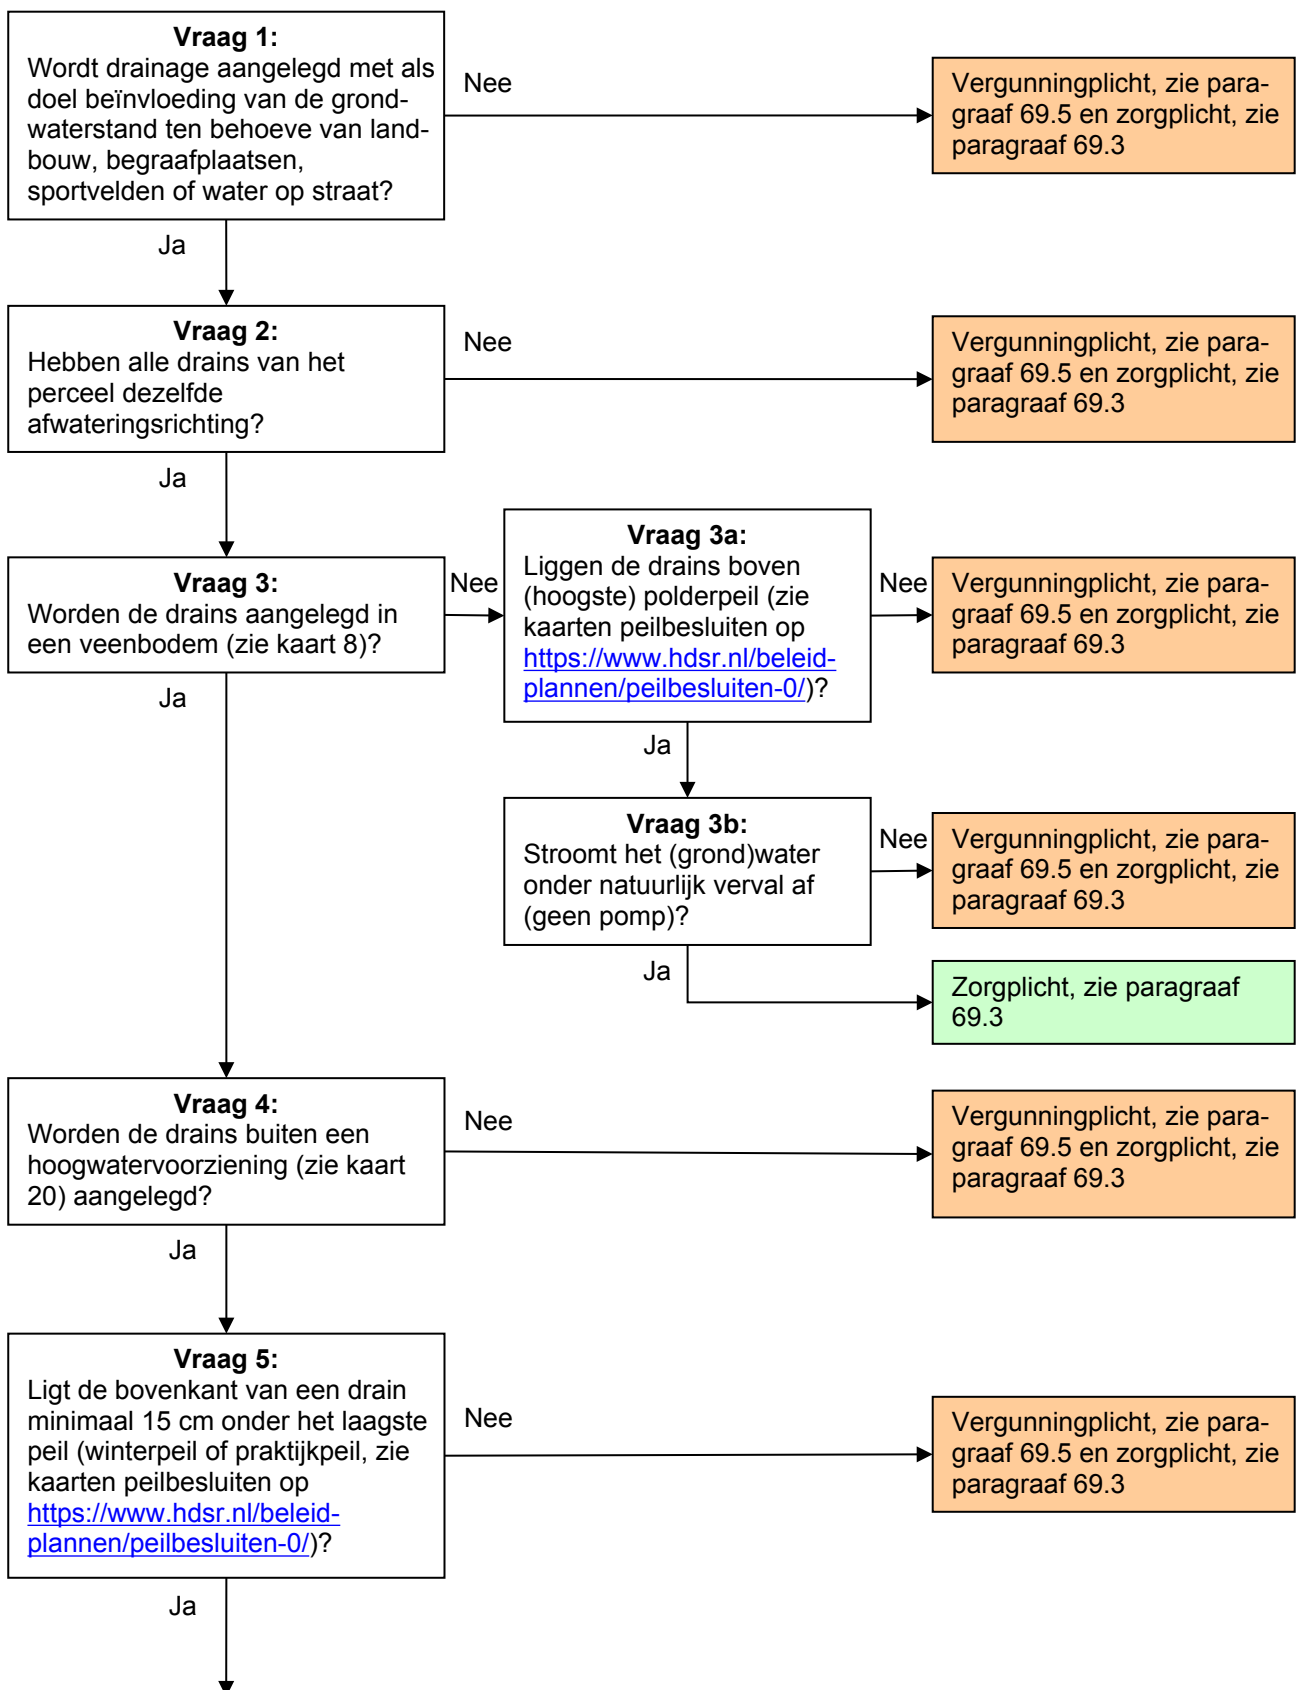 Vraag 1:
Wordt drainage aangelegd met als
doel beïnvloeding van de grond-
waterstand ten behoeve van land-
bouw, begraafplaatsen,
sportvelden of water op straat?
Nee
Vergunningplicht, zie para-
graaf 69.5 en zorgplicht, zie
paragraaf 69.3
Ja
Vraag 2:
Hebben alle drains van het
perceel dezelfde
afwateringsrichting?
Nee
Vergunningplicht, zie para-
graaf 69.5 en zorgplicht, zie
paragraaf 69.3
Ja
Vraag 3:
Worden de drains aangelegd in
een veenbodem (zie kaart 8)?
Nee
Vraag 3a:
Liggen de drains boven
(hoogste) polderpeil (zie
kaarten peilbesluiten op
https://www.hdsr.nl/beleid-
plannen/peilbesluiten-0/)?
Nee
Vergunningplicht, zie para-
graaf 69.5 en zorgplicht, zie
paragraaf 69.3
Ja
Ja
Vraag 3b:
Stroomt het (grond)water
onder natuurlijk verval af
(geen pomp)?
Nee
Vergunningplicht, zie para-
graaf 69.5 en zorgplicht, zie
paragraaf 69.3
Ja
Zorgplicht, zie paragraaf
69.3
Vraag 4:
Worden de drains buiten een
hoogwatervoorziening (zie kaart
20) aangelegd?
Nee
Vergunningplicht, zie para-
graaf 69.5 en zorgplicht, zie
paragraaf 69.3
Ja
Vraag 5:
Ligt de bovenkant van een drain
minimaal 15 cm onder het laagste
peil (winterpeil of praktijkpeil, zie
kaarten peilbesluiten op
https://www.hdsr.nl/beleid-
plannen/peilbesluiten-0/)?
Nee
Vergunningplicht, zie para-
graaf 69.5 en zorgplicht, zie
paragraaf 69.3
Ja